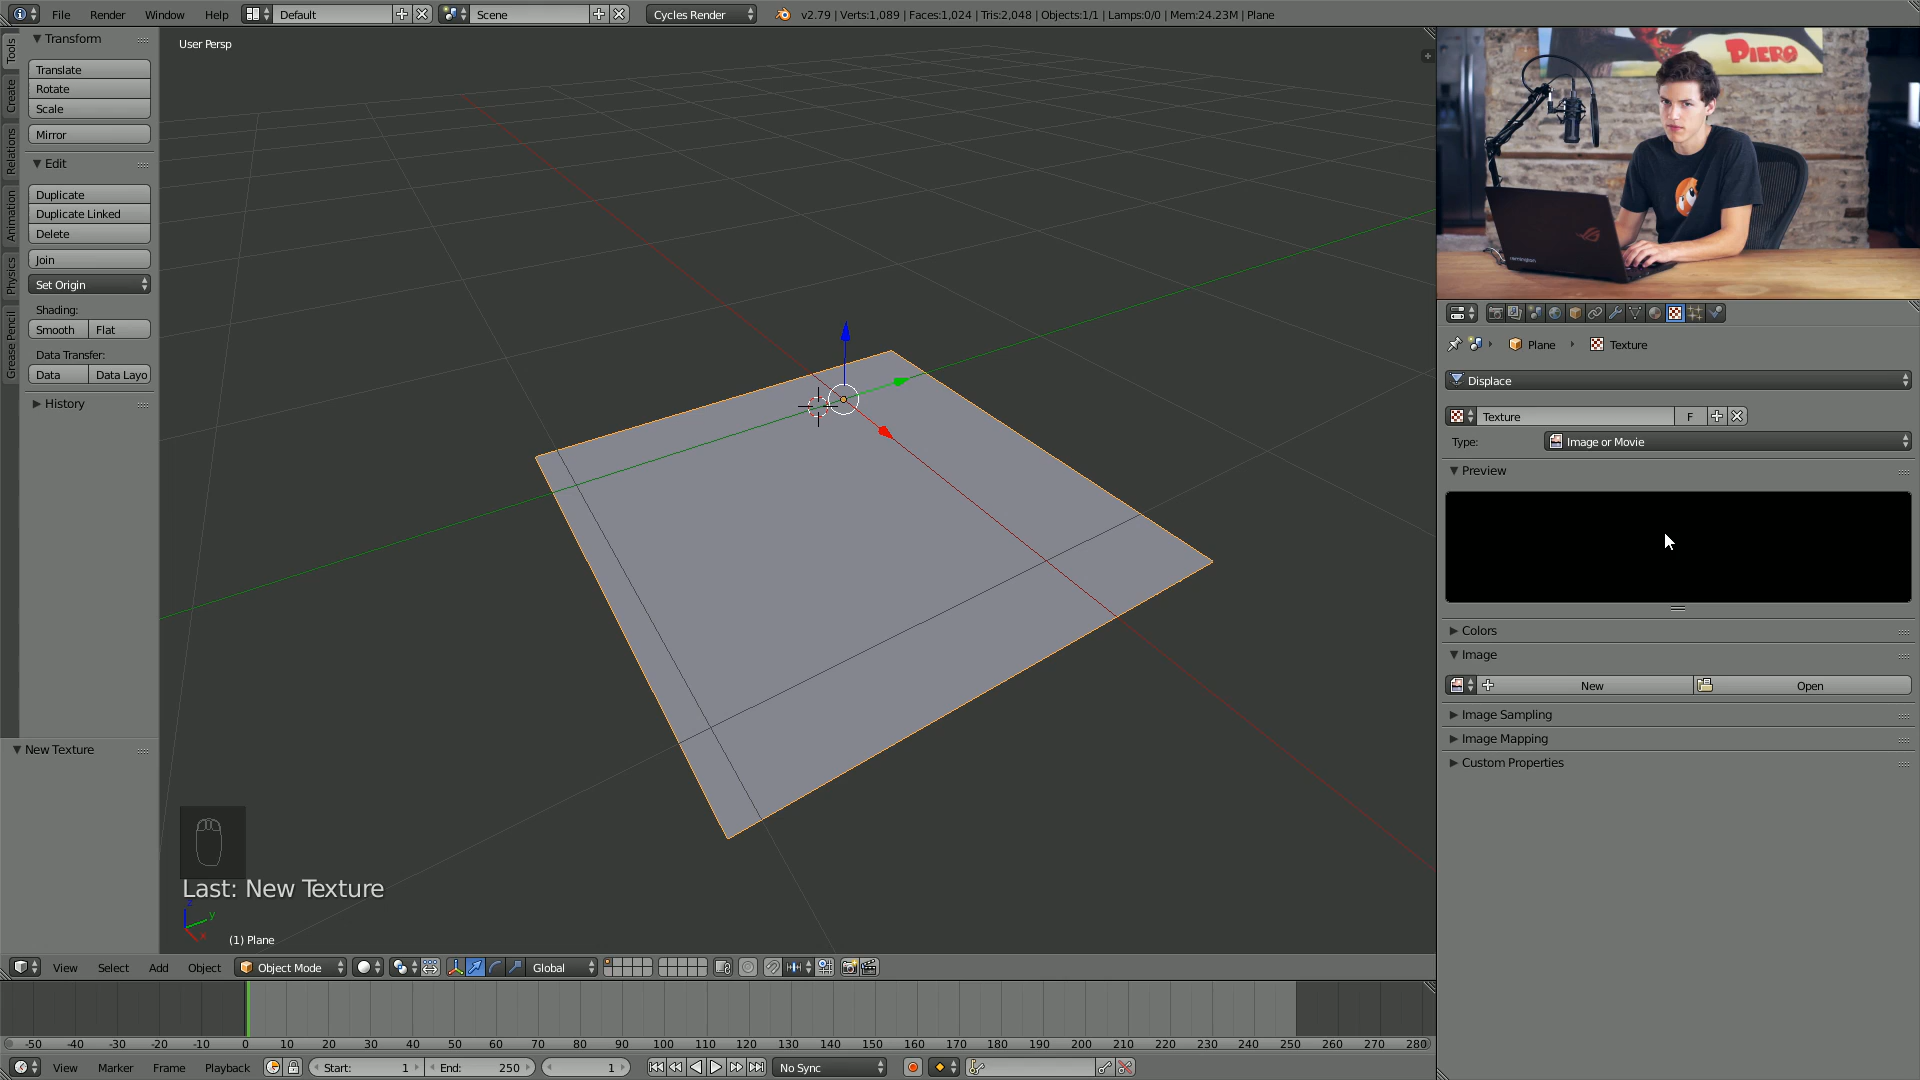 File Render Window Help Default Scene Cycles Render v2.79 | Verts:1,089 | Faces:1,024 | Tris:2,048 | Objects:1/1 | Lamps:0/0 | Mem:24.23M | Plane
Tools
Create
Relations
Animation
Physics
Grease Pencil
Transform
Translate
Rotate
Scale
Mirror
Edit
Duplicate
Duplicate Linked
Delete
Join
Set Origin
Shading:
Smooth Flat
Data Transfer:
Data Data Layo
History
New Texture
User Persp
Last: New Texture
z
y
x
(1) Plane
PIERO
Plane Texture
Displace
Texture F
Type: Image or Movie
Preview
Colors
Image
New Open
Image Sampling
Image Mapping
Custom Properties
View Select Add Object Object Mode Global
-50 -40 -30 -20 -10 0 10 20 30 40 50 60 70 80 90 100 110 120 130 140 150 160 170 180 190 200 210 220 230 240 250 260 270 280
View Marker Frame Playback Start: 1 End: 250 1 No Sync